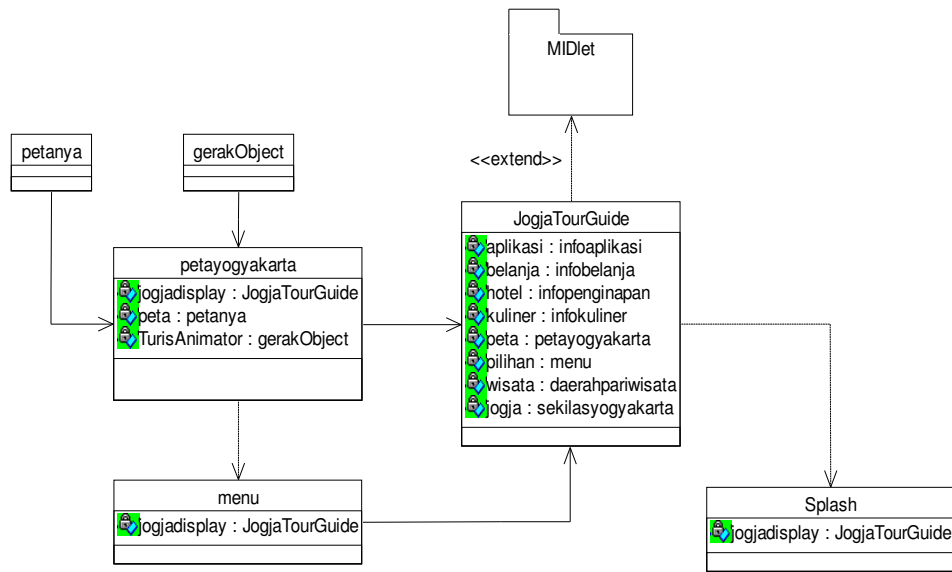 MIDlet
petanya
gerakObject
<<extend>>
JogjaTourGuide
aplikasi : infoaplikasi
belanja : infobelanja
hotel : infopenginapan
kuliner : infokuliner
peta : petayogyakarta
pilihan : menu
wisata : daerahpariwisata
jogja : sekilasyogyakarta
petayogyakarta
jogjadisplay : JogjaTourGuide
peta : petanya
TurisAnimator : gerakObject
menu
jogjadisplay : JogjaTourGuide
Splash
jogjadisplay : JogjaTourGuide